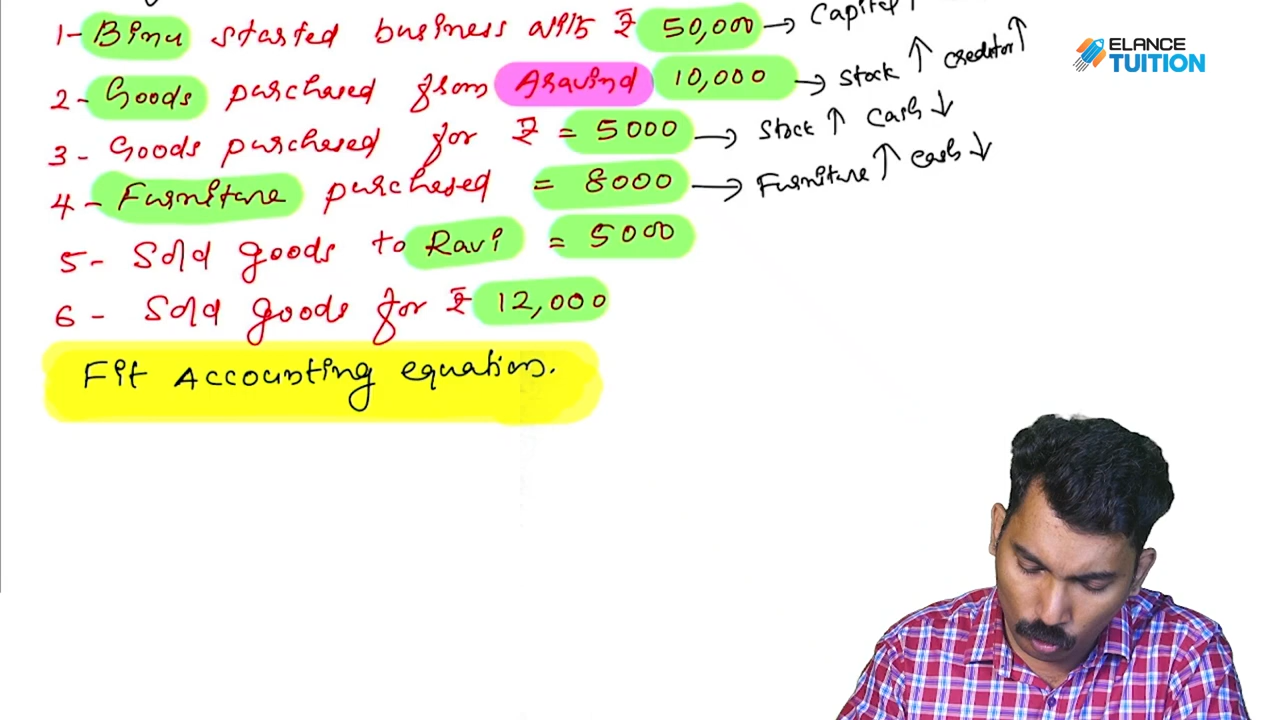 1- Binu started business with ₹ 50,000 → Capital ↑
2- Goods purchased from Aravind 10,000 → Stock ↑ creditor ↑
3- Goods purchased for ₹ = 5000 → Stock ↑ cash ↓
4- Furniture purchased = 8000 → Furniture ↑ cash ↓
5- Sold goods to Ravi = 5000
6- Sold goods for ₹ 12,000
Fit Accounting equation.
ELANCE
TUITION